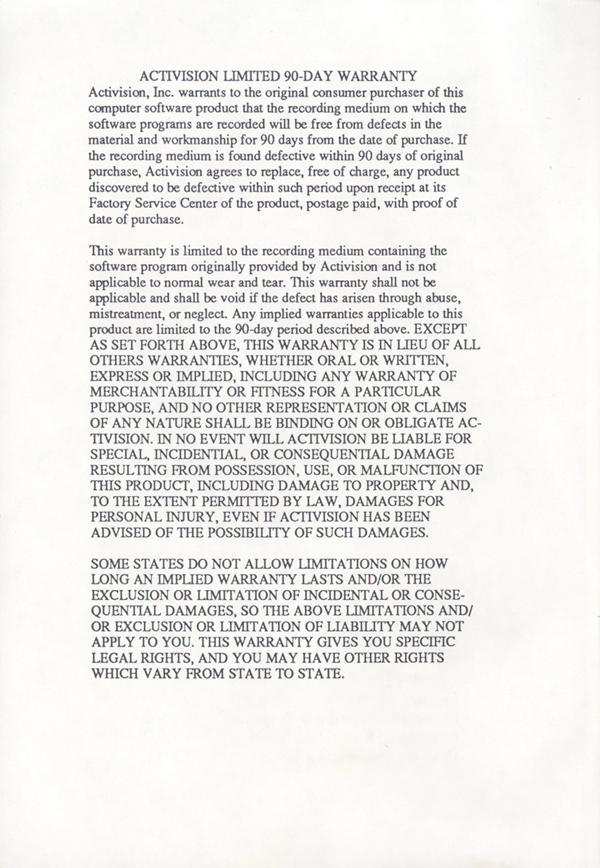 ACTIVISION LIMITED 90-DAY WARRANTY
Activision, Inc. warrants to the original consumer purchaser of this
computer software product that the recording medium on which the
software programs are recorded will be free from defects in the
material and workmanship for 90 days from the date of purchase. If
the recording medium is found defective within 90 days of original
purchase, Activision agrees to replace, free of charge, any product
discovered to be defective within such period upon receipt at its
Factory Service Center of the product, postage paid, with proof of
date of purchase.
This warranty is limited to the recording medium containing the
software program originally provided by Activision and is not
applicable to normal wear and tear. This warranty shall not be
applicable and shall be void if the defect has arisen through abuse,
mistreatment, or neglect. Any implied warranties applicable to this
product are limited to the 90-day period described above. EXCEPT
AS SET FORTH ABOVE, THIS WARRANTY IS IN LIEU OF ALL
OTHERS WARRANTIES, WHETHER ORAL OR WRITTEN,
EXPRESS OR IMPLIED, INCLUDING ANY WARRANTY OF
MERCHANTABILITY OR FITNESS FOR A PARTICULAR
PURPOSE, AND NO OTHER REPRESENTATION OR CLAIMS
OF ANY NATURE SHALL BE BINDING ON OR OBLIGATE AC-
TIVISION. IN NO EVENT WILL ACTIVISION BE LIABLE FOR
SPECIAL, INCIDENTAL, OR CONSEQUENTIAL DAMAGE
RESULTING FROM POSSESSION, USE, OR MALFUNCTION OF
THIS PRODUCT, INCLUDING DAMAGE TO PROPERTY AND,
TO THE EXTENT PERMITTED BY LAW, DAMAGES FOR
PERSONAL INJURY, EVEN IF ACTIVISION HAS BEEN
ADVISED OF THE POSSIBILITY OF SUCH DAMAGES.
SOME STATES DO NOT ALLOW LIMITATIONS ON HOW
LONG AN IMPLIED WARRANTY LASTS AND/OR THE
EXCLUSION OR LIMITATION OF INCIDENTAL OR CONSE-
QUENTIAL DAMAGES, SO THE ABOVE LIMITATIONS AND/
OR EXCLUSION OR LIMITATION OF LIABILITY MAY NOT
APPLY TO YOU. THIS WARRANTY GIVES YOU SPECIFIC
LEGAL RIGHTS, AND YOU MAY HAVE OTHER RIGHTS
WHICH VARY FROM STATE TO STATE.